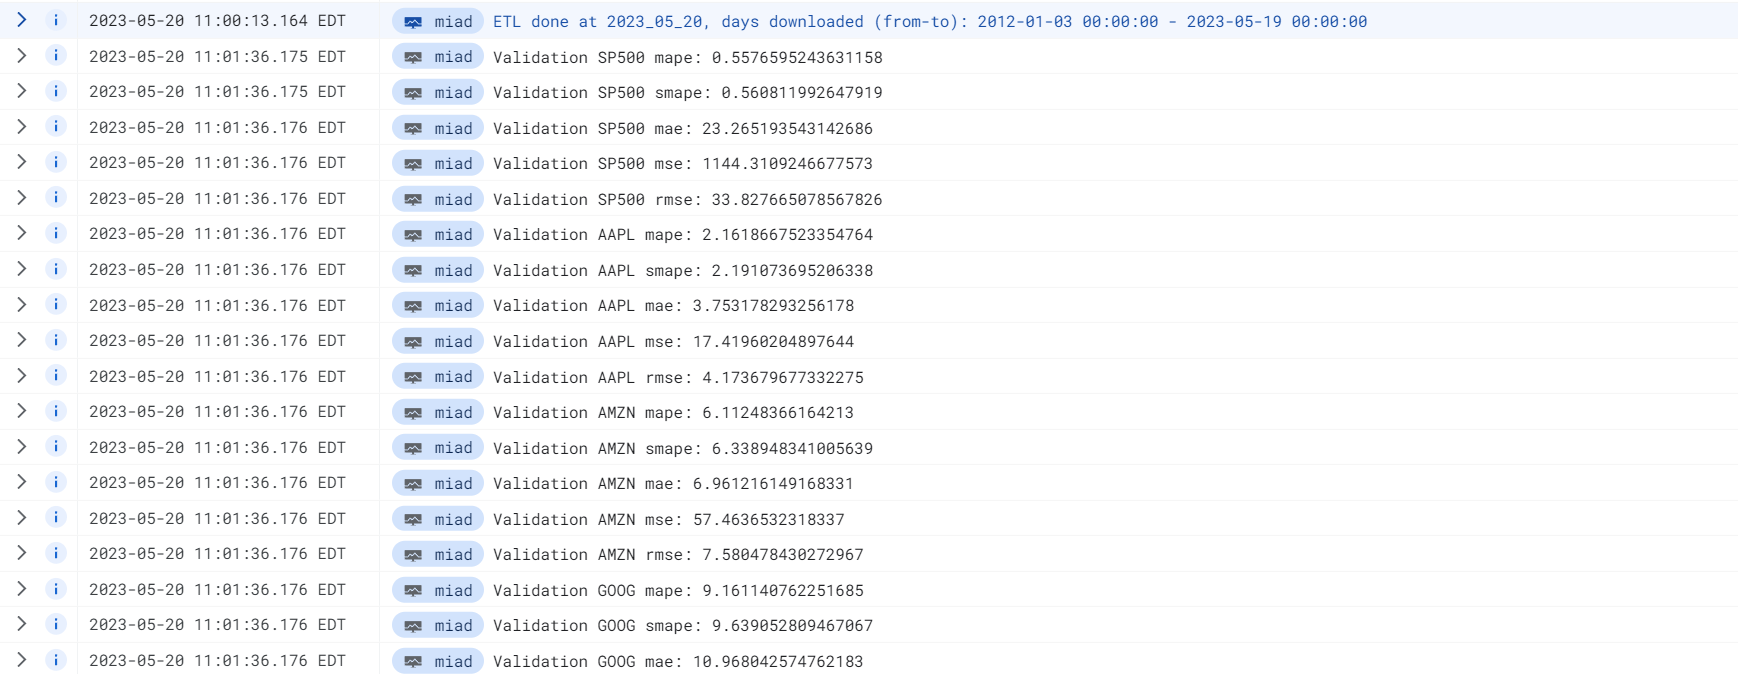 2023-05-20 11:00:13.164 EDT miad ETL done at 2023_05_20, days downloaded (from-to): 2012-01-03 00:00:00 - 2023-05-19 00:00:00
2023-05-20 11:01:36.175 EDT miad Validation SP500 mape: 0.5576595243631158
2023-05-20 11:01:36.175 EDT miad Validation SP500 smape: 0.560811992647919
2023-05-20 11:01:36.176 EDT miad Validation SP500 mae: 23.265193543142686
2023-05-20 11:01:36.176 EDT miad Validation SP500 mse: 1144.3109246677573
2023-05-20 11:01:36.176 EDT miad Validation SP500 rmse: 33.827665078567826
2023-05-20 11:01:36.176 EDT miad Validation AAPL mape: 2.1618667523354764
2023-05-20 11:01:36.176 EDT miad Validation AAPL smape: 2.191073695206338
2023-05-20 11:01:36.176 EDT miad Validation AAPL mae: 3.753178293256178
2023-05-20 11:01:36.176 EDT miad Validation AAPL mse: 17.41960204897644
2023-05-20 11:01:36.176 EDT miad Validation AAPL rmse: 4.173679677332275
2023-05-20 11:01:36.176 EDT miad Validation AMZN mape: 6.11248366164213
2023-05-20 11:01:36.176 EDT miad Validation AMZN smape: 6.338948341005639
2023-05-20 11:01:36.176 EDT miad Validation AMZN mae: 6.961216149168331
2023-05-20 11:01:36.176 EDT miad Validation AMZN mse: 57.4636532318337
2023-05-20 11:01:36.176 EDT miad Validation AMZN rmse: 7.580478430272967
2023-05-20 11:01:36.176 EDT miad Validation GOOG mape: 9.161140762251685
2023-05-20 11:01:36.176 EDT miad Validation GOOG smape: 9.639052809467067
2023-05-20 11:01:36.176 EDT miad Validation GOOG mae: 10.968042574762183